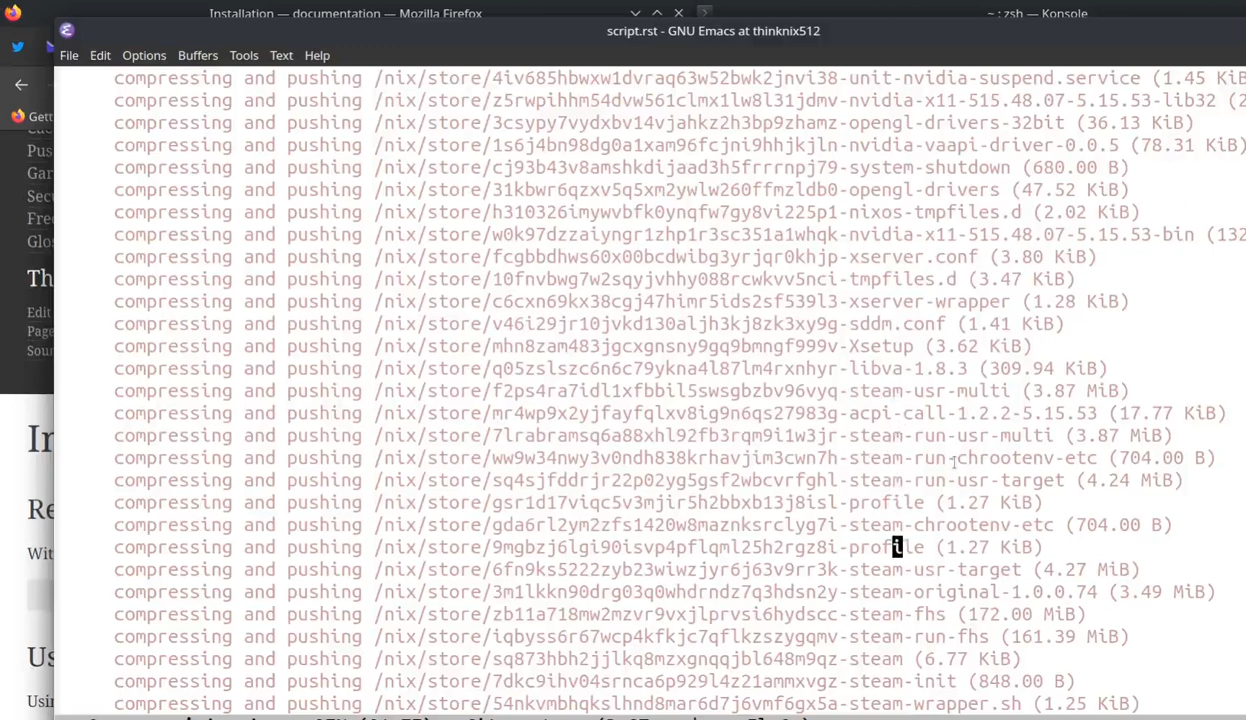 Installation — documentation — Mozilla Firefox
~ : zsh — Konsole
script.rst - GNU Emacs at thinknix512
File Edit Options Buffers Tools Text Help
compressing and pushing /nix/store/4iv685hbwxw1dvraq63w52bwk2jnvi38-unit-nvidia-suspend.service (1.45 KiB
compressing and pushing /nix/store/z5rwpihhm54dvw561clmx1lw8l31jdmv-nvidia-x11-515.48.07-5.15.53-lib32 (2
compressing and pushing /nix/store/3csypy7vydxbv14vjahkz2h3bp9zhamz-opengl-drivers-32bit (36.13 KiB)
compressing and pushing /nix/store/1s6j4bn98dg0a1xam96fcjni9hhjkjln-nvidia-vaapi-driver-0.0.5 (78.31 KiB)
compressing and pushing /nix/store/cj93b43v8amshkdijaad3h5frrrnpj79-system-shutdown (680.00 B)
compressing and pushing /nix/store/31kbwr6qzxv5q5xm2ywlw260ffmzldb0-opengl-drivers (47.52 KiB)
compressing and pushing /nix/store/h310326imywvbfk0ynqfw7gy8vi225p1-nixos-tmpfiles.d (2.02 KiB)
compressing and pushing /nix/store/w0k97dzzaiyngr1zhp1r3sc351a1whqk-nvidia-x11-515.48.07-5.15.53-bin (132
compressing and pushing /nix/store/fcgbbdhws60x00bcdwibg3yrjqr0khjp-xserver.conf (3.80 KiB)
compressing and pushing /nix/store/10fnvbwg7w2sqyjvhhy088rcwkvv5nci-tmpfiles.d (3.47 KiB)
compressing and pushing /nix/store/c6cxn69kx38cgj47himr5ids2sf539l3-xserver-wrapper (1.28 KiB)
compressing and pushing /nix/store/v46i29jr10jvkd130aljh3kj8zk3xy9g-sddm.conf (1.41 KiB)
compressing and pushing /nix/store/mhn8zam483jgcxgnsny9gq9bmngf999v-Xsetup (3.62 KiB)
compressing and pushing /nix/store/q05zslszc6n6c79ykna4l87lm4rxnhyr-libva-1.8.3 (309.94 KiB)
compressing and pushing /nix/store/f2ps4ra7idl1xfbbil5swsgbzbv96vyq-steam-usr-multi (3.87 MiB)
compressing and pushing /nix/store/mr4wp9x2yjfayfqlxv8ig9n6qs27983g-acpi-call-1.2.2-5.15.53 (17.77 KiB)
compressing and pushing /nix/store/7lrabramsq6a88xhl92fb3rqm9i1w3jr-steam-run-usr-multi (3.87 MiB)
compressing and pushing /nix/store/ww9w34nwy3v0ndh838krhavjim3cwn7h-steam-run-chrootenv-etc (704.00 B)
compressing and pushing /nix/store/sq4sjfddrjr22p02yg5gsf2wbcvrfghl-steam-run-usr-target (4.24 MiB)
compressing and pushing /nix/store/gsr1d17viqc5v3mjir5h2bbxb13j8isl-profile (1.27 KiB)
compressing and pushing /nix/store/gda6rl2ym2zfs1420w8maznksrclyg7i-steam-chrootenv-etc (704.00 B)
compressing and pushing /nix/store/9mgbzj6lgi90isvp4pflqml25h2rgz8i-profile (1.27 KiB)
compressing and pushing /nix/store/6fn9ks5222zyb23wiwzjyr6j63v9rr3k-steam-usr-target (4.27 MiB)
compressing and pushing /nix/store/3m1lkkn90drg03q0whdrndz7q3hdsn2y-steam-original-1.0.0.74 (3.49 MiB)
compressing and pushing /nix/store/zb11a718mw2mzvr9vxjlprvsi6hydscc-steam-fhs (172.00 MiB)
compressing and pushing /nix/store/iqbyss6r67wcp4kfkjc7qflkzszygqmv-steam-run-fhs (161.39 MiB)
compressing and pushing /nix/store/sq873hbh2jjlkq8mzxgnqqjbl648m9qz-steam (6.77 KiB)
compressing and pushing /nix/store/7dkc9ihv04srnca6p929l4z21ammxvgz-steam-init (848.00 B)
compressing and pushing /nix/store/54nkvmbhqkslhnd8mar6d7j6vmf6gx5a-steam-wrapper.sh (1.25 KiB)
Gett
Pus
Gar
Sec
Fre
Glos
Th
Edit
Page
Sour
In
Re
With
Us
Usin